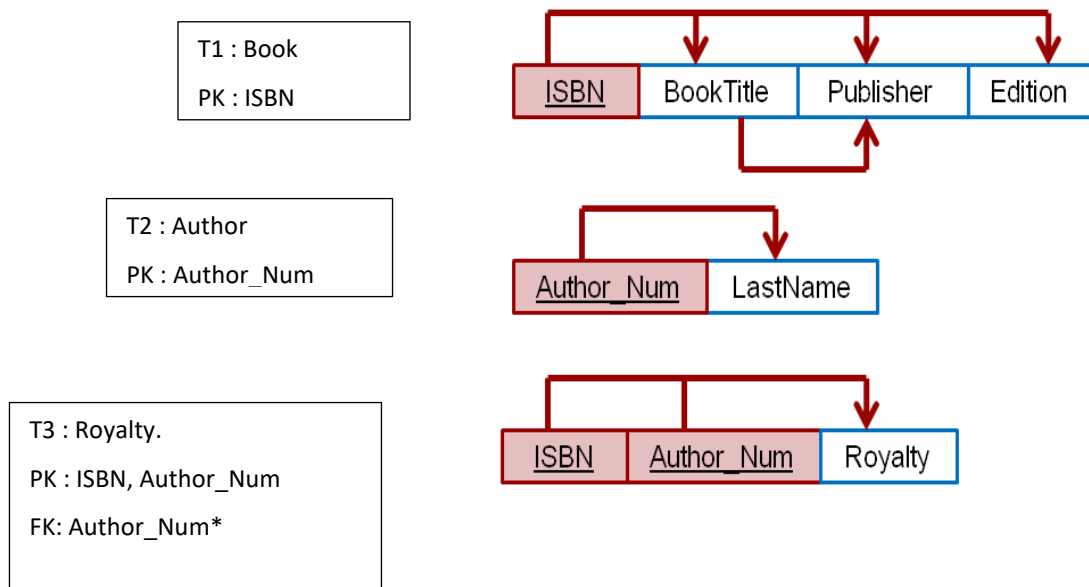 T1 : Book
PK : ISBN
ISBN BookTitle Publisher Edition
T2 : Author
PK : Author_Num
Author_Num LastName
T3 : Royalty.
PK : ISBN, Author_Num
FK: Author_Num*
ISBN Author_Num Royalty